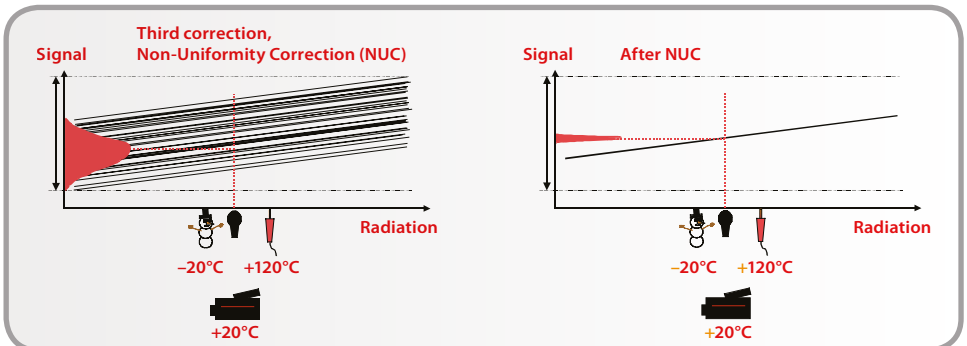 Third correction,
Non-Uniformity Correction (NUC)
Signal
Radiation
–20°C
+120°C
+20°C
Signal
After NUC
Radiation
–20°C
+120°C
+20°C